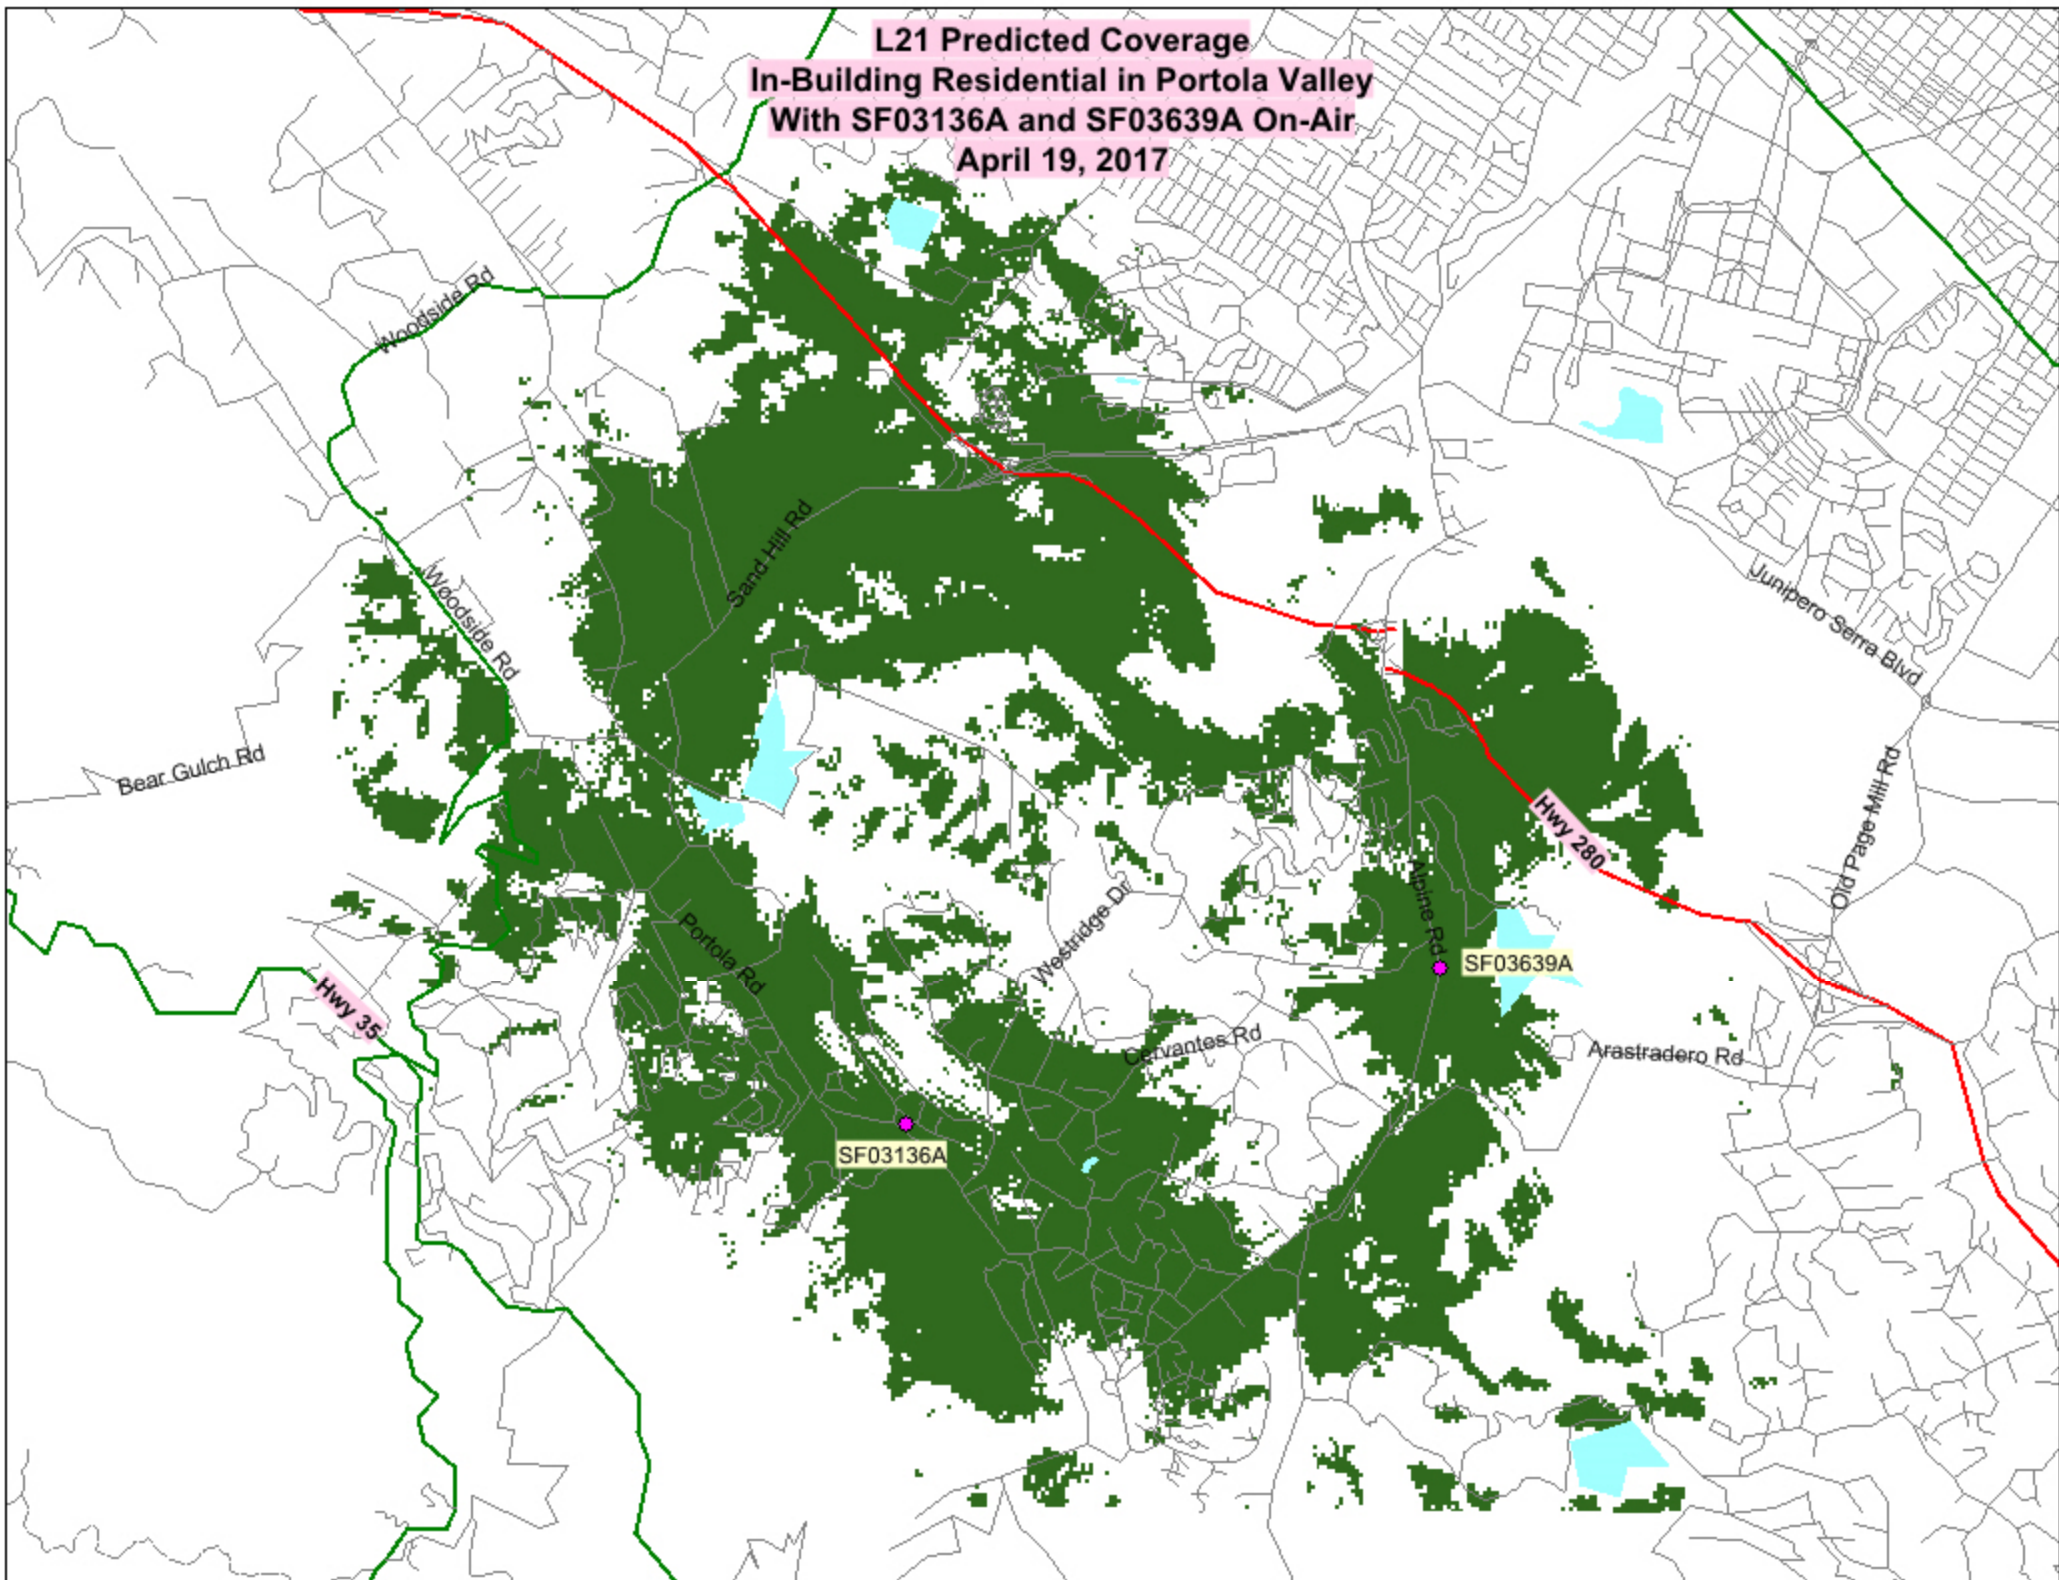 L21 Predicted Coverage
In-Building Residential in Portola Valley
With SF03136A and SF03639A On-Air
April 19, 2017
Woodside Rd
Sand Hill Rd
Woodside Rd
Junipero Serra Blvd
Bear Gulch Rd
Hwy 280
Old Page Mill Rd
Alpine Rd
Westridge Dr
Portola Rd
SF03639A
Hwy 35
Cervantes Rd
Arastradero Rd
SF03136A